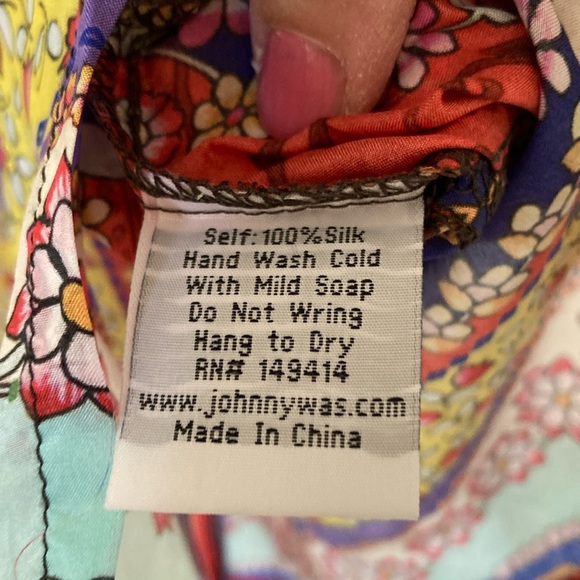 Self: 100% Silk
Hand Wash Cold
With Mild Soap
Do Not Wring
Hang to Dry
RN# 149414
www.johnnywas.com
Made In China